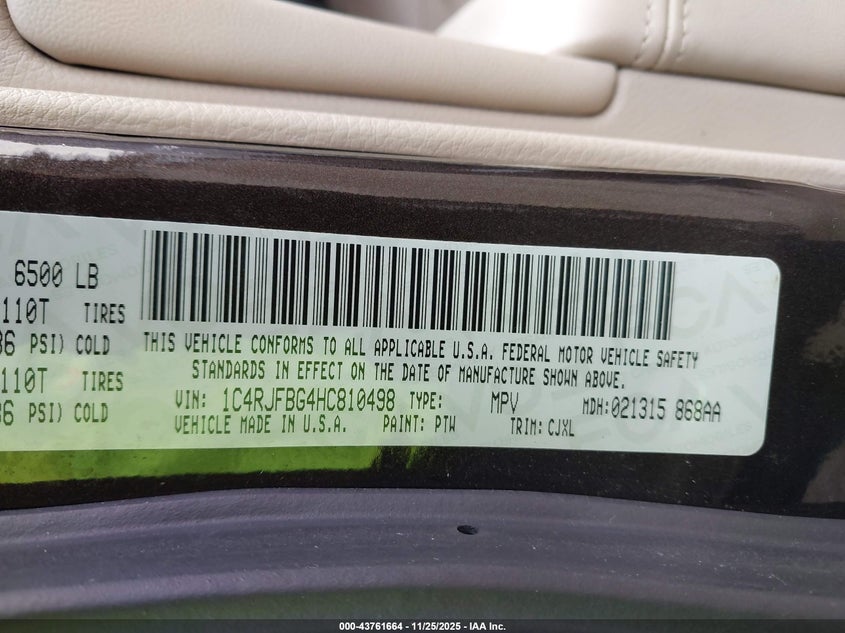 6500 LB
110T TIRES
36 PSI) COLD
110T TIRES
36 PSI) COLD
THIS VEHICLE CONFORMS TO ALL APPLICABLE U.S.A. FEDERAL MOTOR VEHICLE SAFETY
STANDARDS IN EFFECT ON THE DATE OF MANUFACTURE SHOWN ABOVE.
VIN: 1C4RJFBG4HC810498 TYPE: MPV MDH:021315 868AA
VEHICLE MADE IN U.S.A. PAINT: PTW TRIM: CJXL
000-43761664 - 11/25/2025 - IAA Inc.